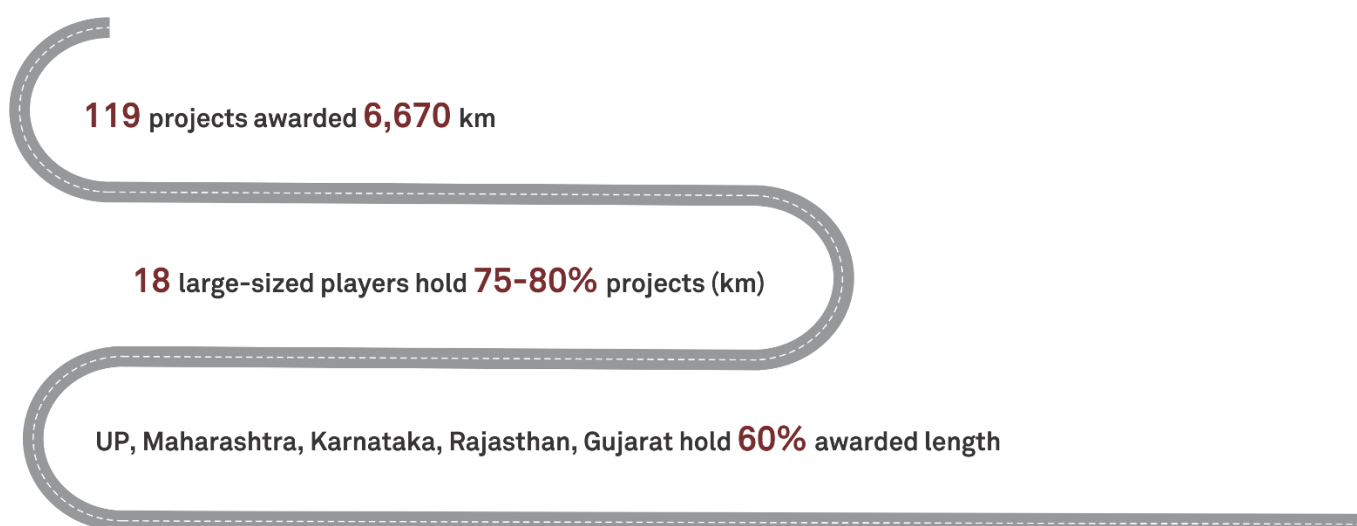 119 projects awarded 6,670 km
18 large-sized players hold 75-80% projects (km)
UP, Maharashtra, Karnataka, Rajasthan, Gujarat hold 60% awarded length